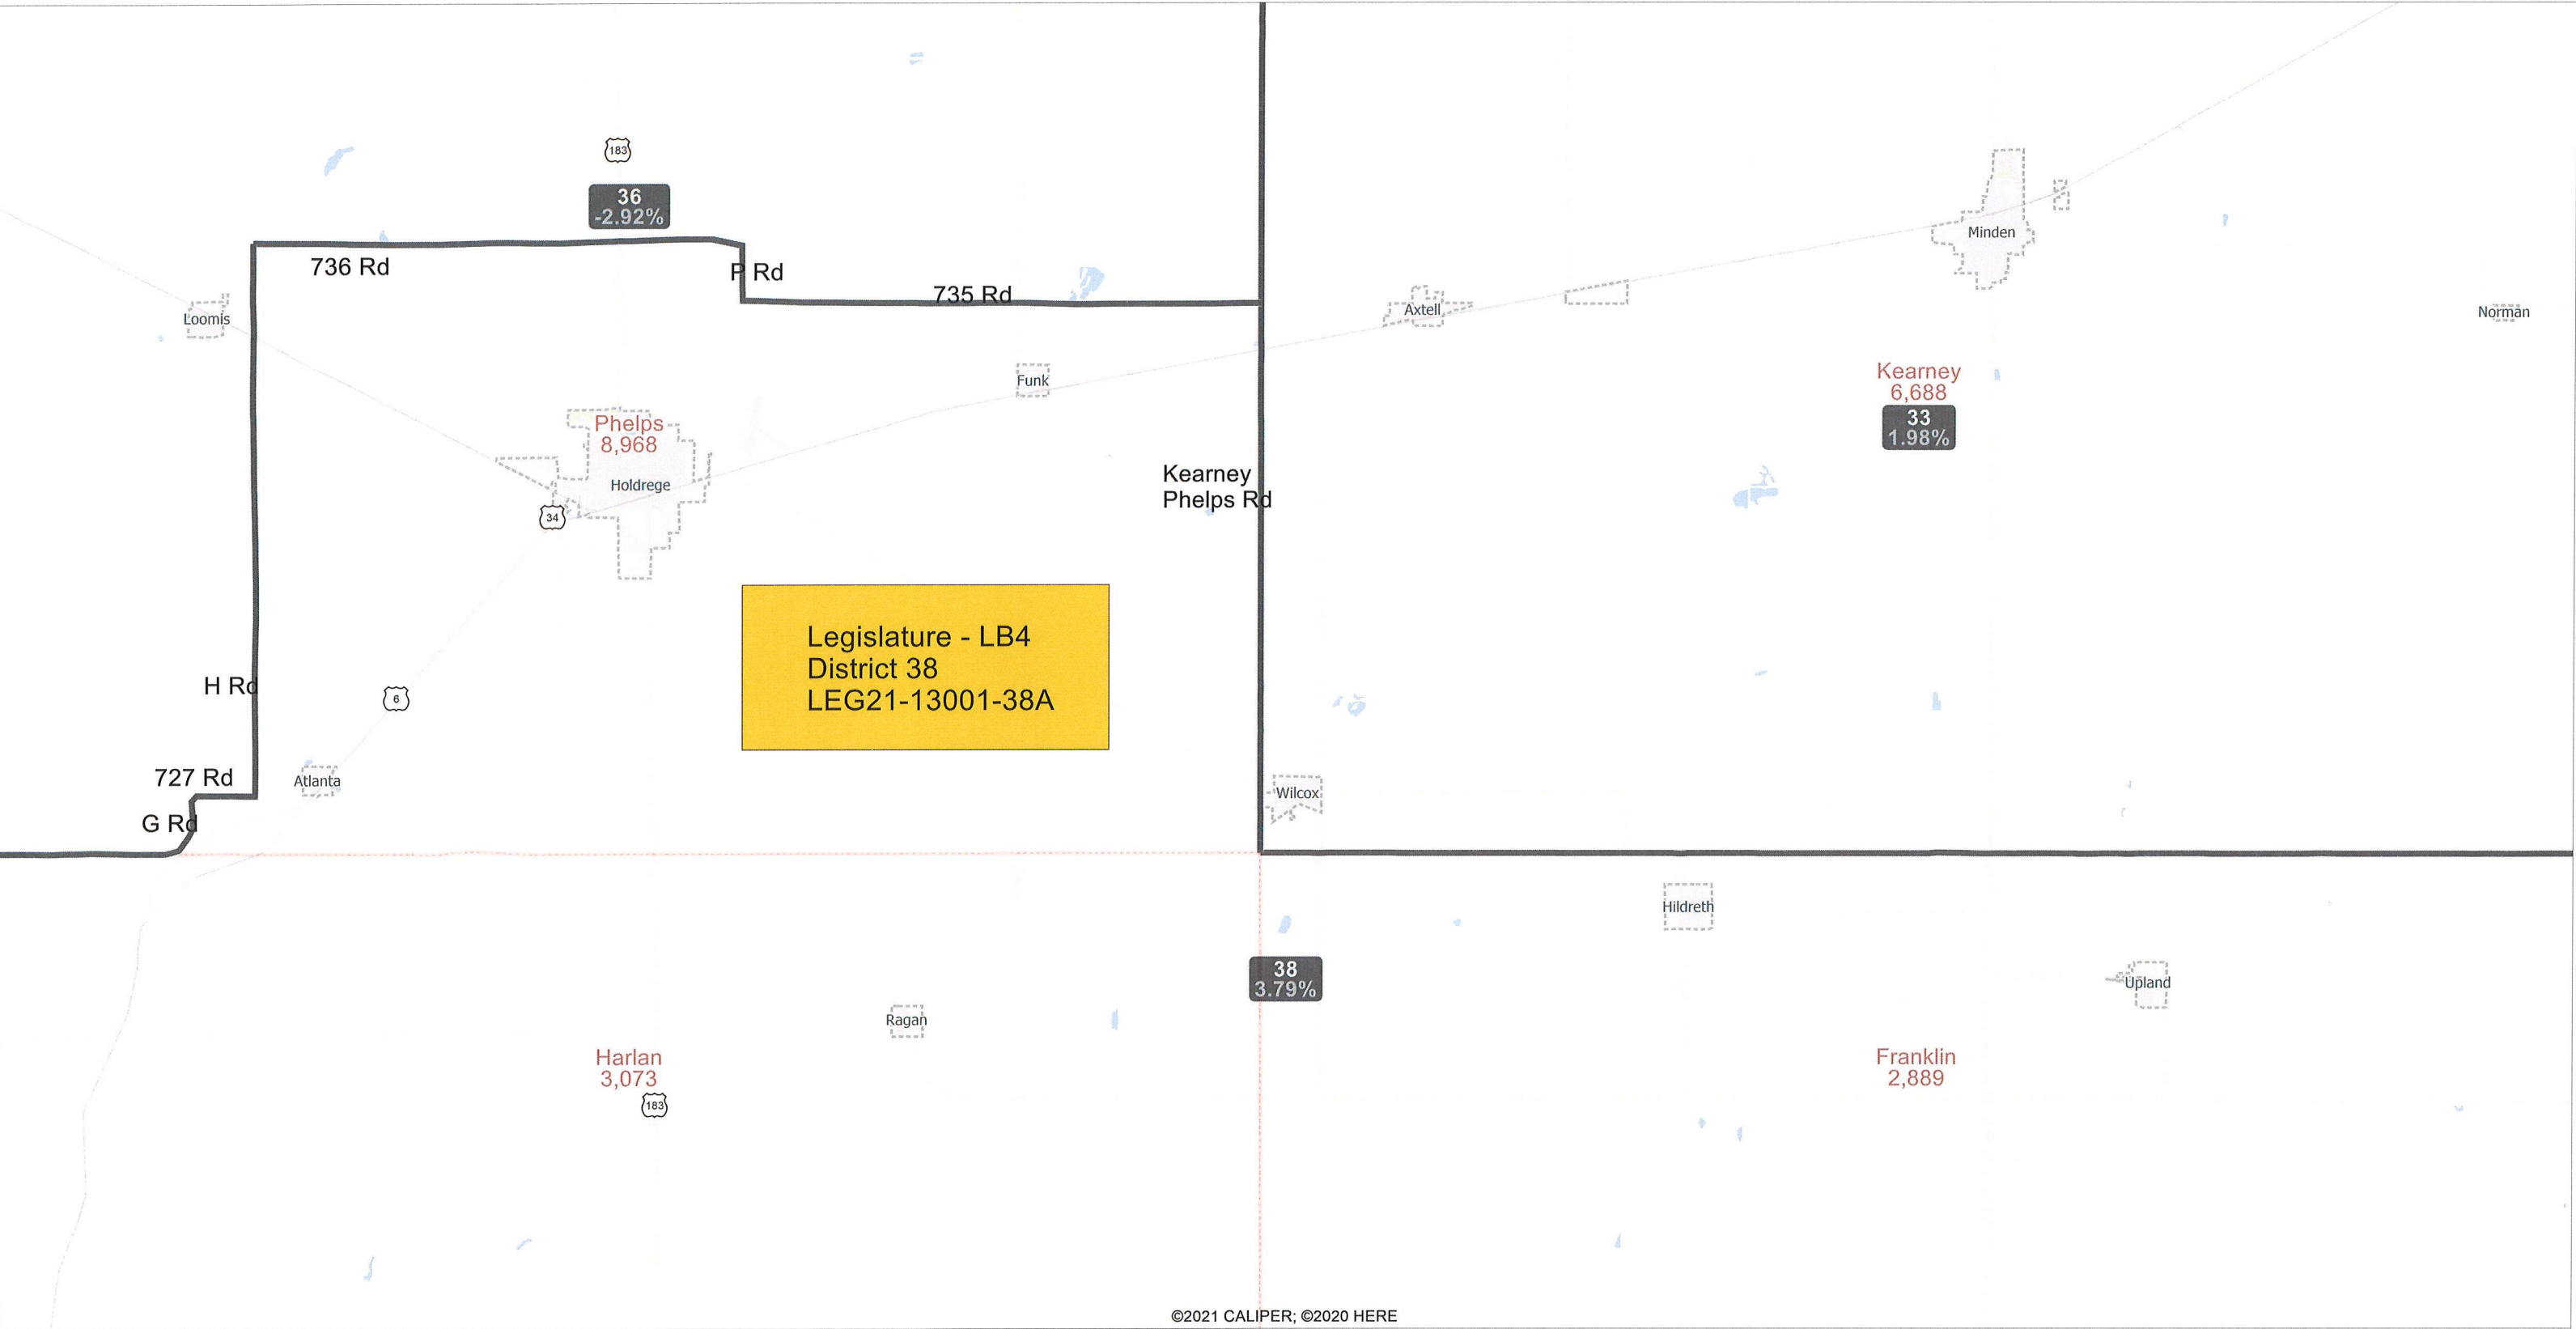 183
36
-2.92%
736 Rd
P Rd
735 Rd
Loomis
Minden
Axtell
Norman
Funk
Kearney
6,688
33
1.98%
Phelps
8,968
Holdrege
34
Kearney
Phelps Rd
Legislature - LB4
District 38
LEG21-13001-38A
H Rd
6
727 Rd
Atlanta
Wilcox
G Rd
Hildreth
38
3.79%
Upland
Ragan
Harlan
3,073
183
Franklin
2,889
©2021 CALIPER; ©2020 HERE